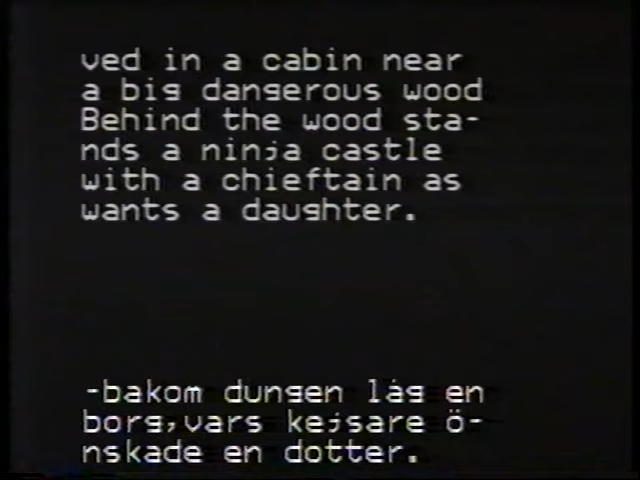 ved in a cabin near
a big dangerous wood
Behind the wood sta-
nds a ninja castle
with a chieftain as
wants a daughter.
-bakom dungen låg en
borg,vars kejsare ö-
nskade en dotter.